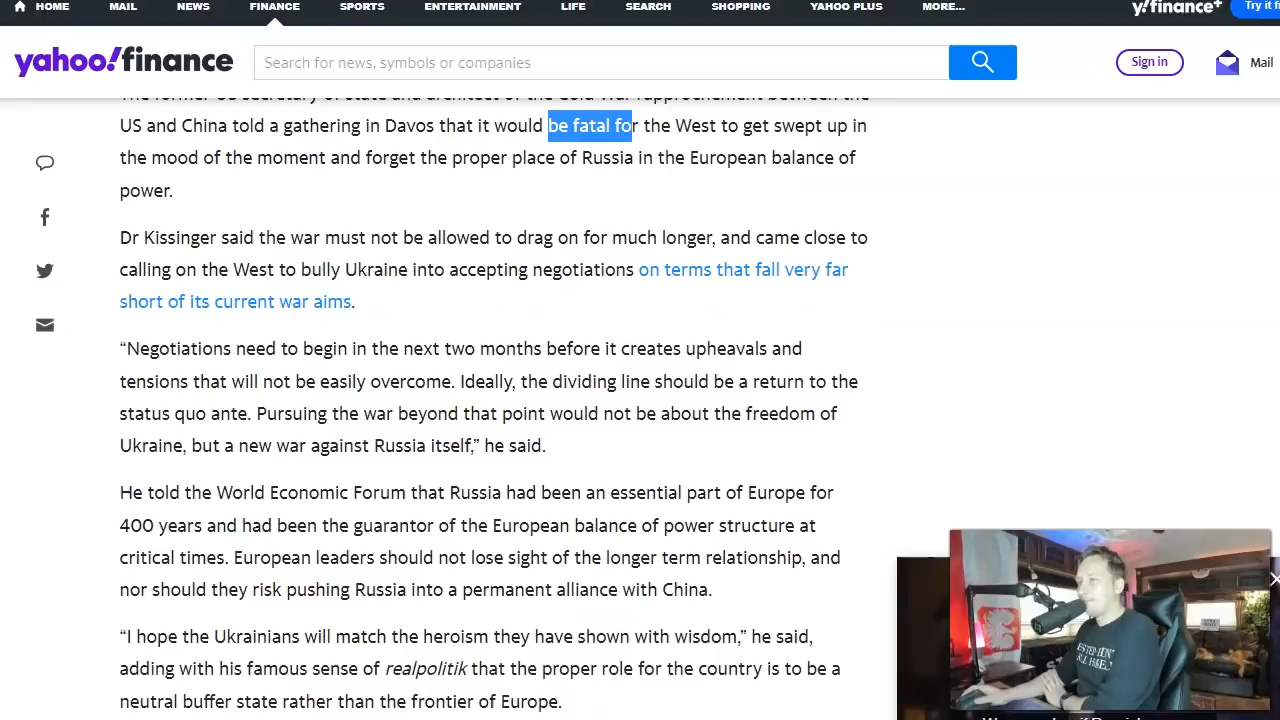 HOME MAIL NEWS FINANCE SPORTS ENTERTAINMENT LIFE SEARCH SHOPPING YAHOO PLUS MORE... y!finance+ Try it f
yahoo!finance Search for news, symbols or companies Sign in Mail
The former US secretary of state and architect of the Cold War rapprochement between the
US and China told a gathering in Davos that it would be fatal for the West to get swept up in
the mood of the moment and forget the proper place of Russia in the European balance of
power.
Dr Kissinger said the war must not be allowed to drag on for much longer, and came close to
calling on the West to bully Ukraine into accepting negotiations on terms that fall very far
short of its current war aims.
“Negotiations need to begin in the next two months before it creates upheavals and
tensions that will not be easily overcome. Ideally, the dividing line should be a return to the
status quo ante. Pursuing the war beyond that point would not be about the freedom of
Ukraine, but a new war against Russia itself,” he said.
He told the World Economic Forum that Russia had been an essential part of Europe for
400 years and had been the guarantor of the European balance of power structure at
critical times. European leaders should not lose sight of the longer term relationship, and
nor should they risk pushing Russia into a permanent alliance with China.
“I hope the Ukrainians will match the heroism they have shown with wisdom,” he said,
adding with his famous sense of realpolitik that the proper role for the country is to be a
neutral buffer state rather than the frontier of Europe.